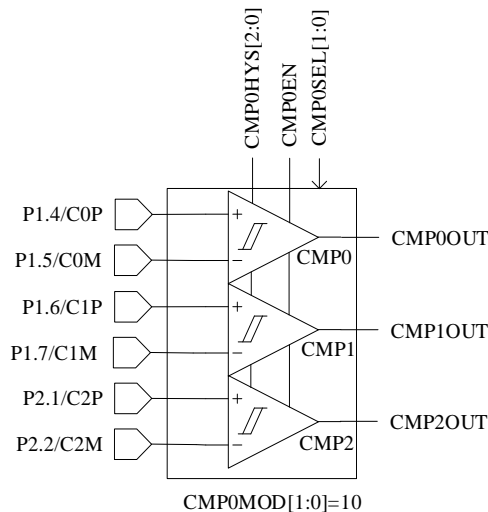 CMP0HYS[2:0]
CMP0EN
CMP0SEL[1:0]
P1.4/C0P
+
CMP0OUT
P1.5/C0M
−
CMP0
P1.6/C1P
+
CMP1OUT
P1.7/C1M
−
CMP1
P2.1/C2P
+
CMP2OUT
P2.2/C2M
−
CMP2
CMP0MOD[1:0]=10